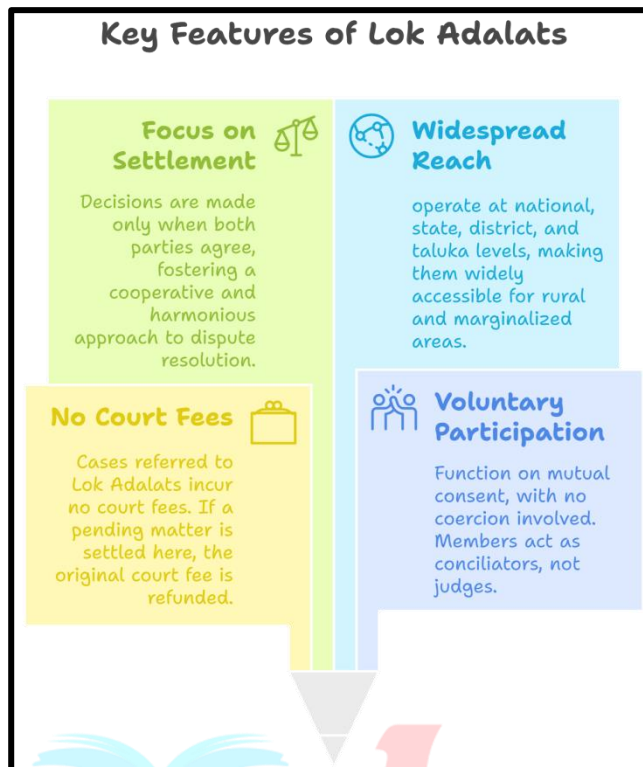 Key Features of Lok Adalats
Focus on
Settlement
Decisions are made
only when both
parties agree,
fostering a
cooperative and
harmonious
approach to dispute
resolution.
Widespread
Reach
operate at national,
state, district, and
taluka levels, making
them widely
accessible for rural
and marginalized
areas.
No Court Fees
Cases referred to
Lok Adalats incur
no court fees. If a
pending matter is
settled here, the
original court fee is
refunded.
Voluntary
Participation
Function on mutual
consent, with no
coercion involved.
Members act as
conciliators, not
judges.